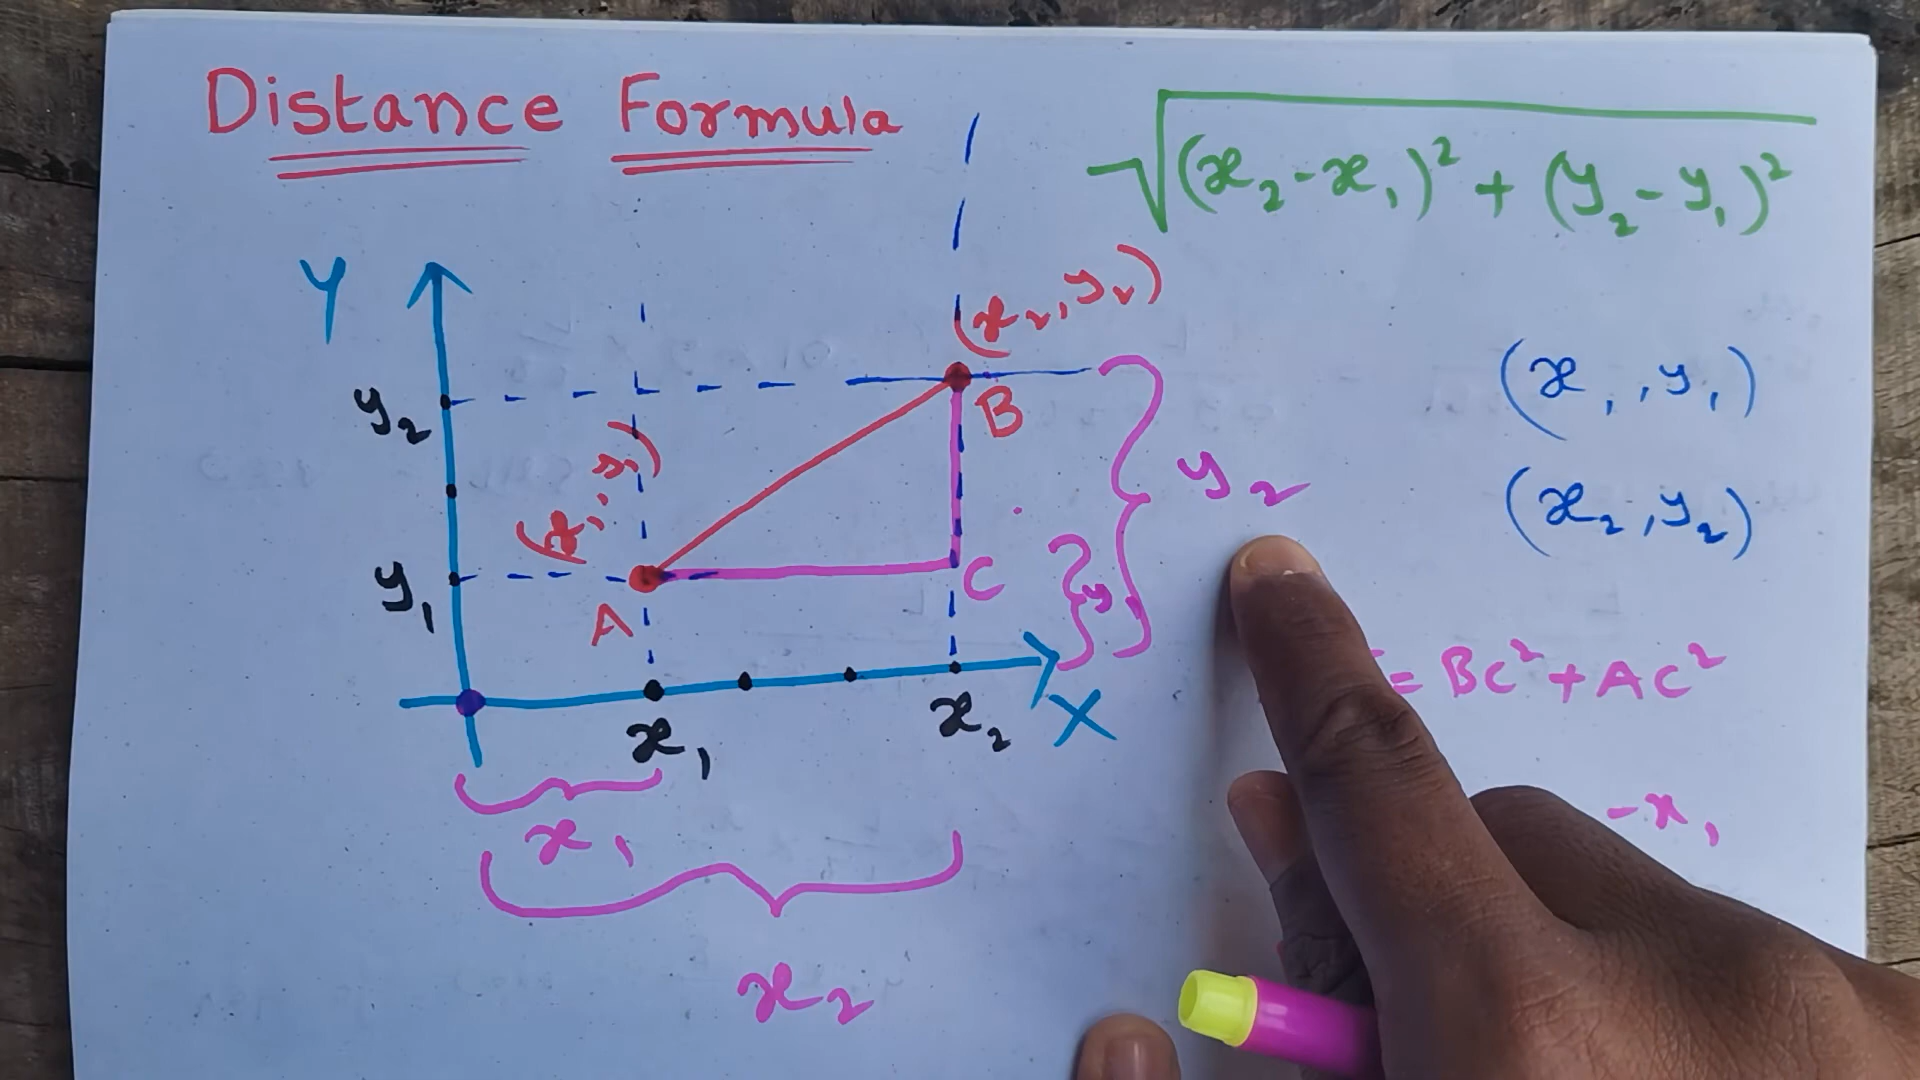 Distance Formula
√(x₂-x₁)² + (y₂-y₁)²
Y
(x₂,y₂)
(x₁,y₁)
y₂
B
(x₁,y₁)
y₂
(x₂,y₂)
y₁
A
C
y₁
= BC² + AC²
x₁
x₂
X
-x₁
x₁
x₂